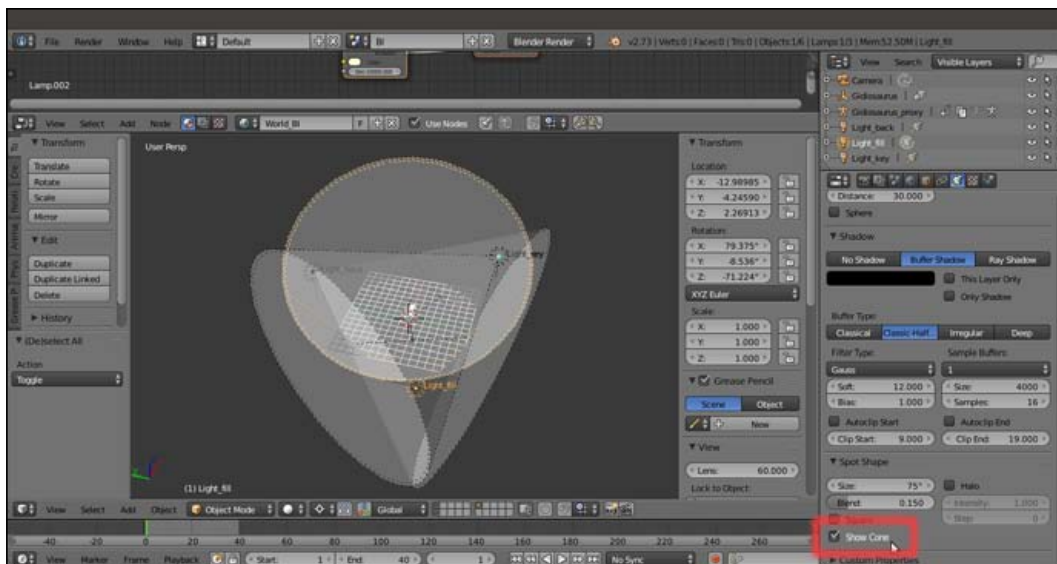 File Render Window Help Default BI Blender Render v2.73 | Verts:0 | Faces:0 | Tris:0 | Objects:1/6 | Lamps:1/3 | Mem:52.50M | Light_fill
View Search Visible Layers
Lamp.002
Camera
Gidiosaurus
Gidiosaurus_proxy
Light_back
Light_fill
Light_key
View Select Add Node World_BI F Use Nodes
Transform
Translate
Rotate
Scale
Mirror
Edit
Duplicate
Duplicate Linked
Delete
History
(De)select All
Action
Toggle
User Persp
Light_key
Light_fill
(1) Light_fill
Transform
Location:
X: -12.98985
Y: -4.24590
Z: 2.26913
Rotation:
X: 79.375°
Y: -8.536°
Z: -71.224°
XYZ Euler
Scale:
X: 1.000
Y: 1.000
Z: 1.000
Grease Pencil
Scene Object
New
View
Lens: 60.000
Lock to Object:
Distance: 30.000
Sphere
Shadow
No Shadow Buffer Shadow Ray Shadow
This Layer Only
Only Shadow
Buffer Type:
Classical Classic-Half.. Irregular Deep
Filter Type: Sample Buffers:
Gauss 1
Soft: 12.000 Size: 4000
Bias: 1.000 Samples: 16
Autoclip Start Autoclip End
Clip Start: 9.000 Clip End: 19.000
Spot Shape
Size: 75° Halo
Blend: 0.150 Intensity: 1.000
Step: 0
Show Cone
Custom Properties
View Select Add Object Object Mode Global
-40 -20 0 20 40 60 80 100 120 140 160 180 200 220 240 260
View Marker Frame Playback Start: 1 End: 40 1 No Sync